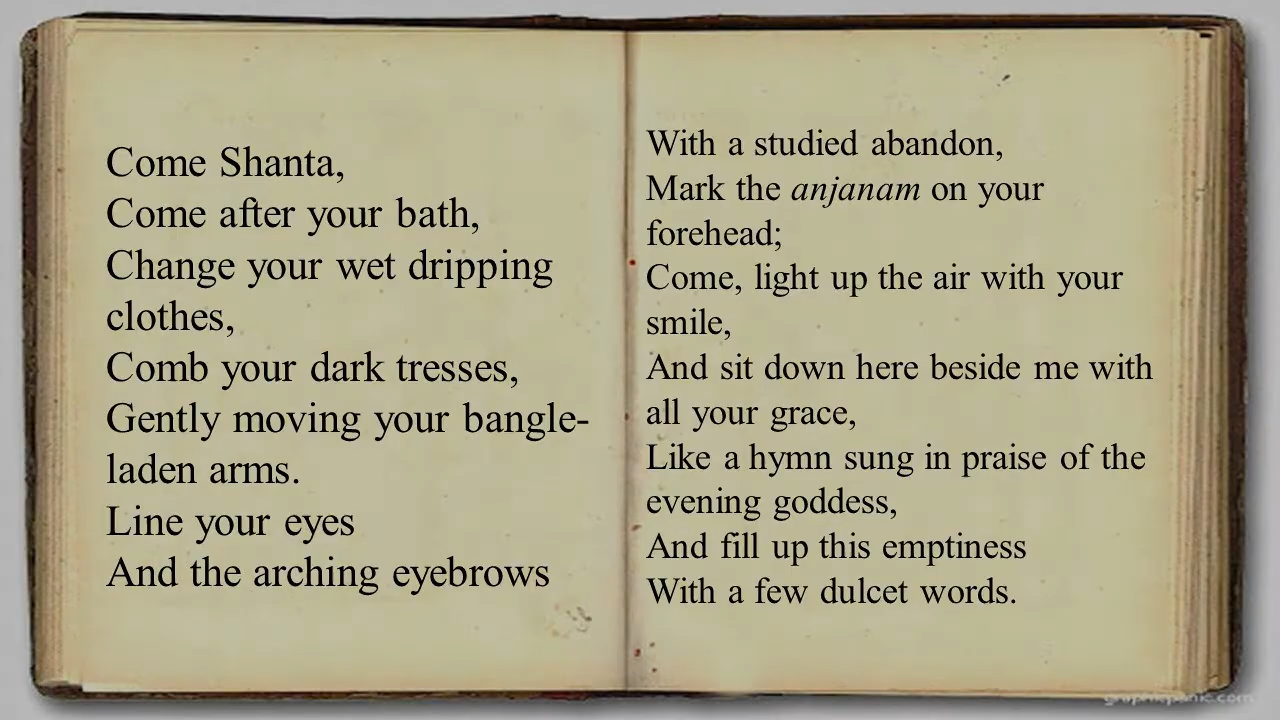 Come Shanta,
Come after your bath,
Change your wet dripping
clothes,
Comb your dark tresses,
Gently moving your bangle-
laden arms.
Line your eyes
And the arching eyebrows
With a studied abandon,
Mark the anjanam on your
forehead;
Come, light up the air with your
smile,
And sit down here beside me with
all your grace,
Like a hymn sung in praise of the
evening goddess,
And fill up this emptiness
With a few dulcet words.